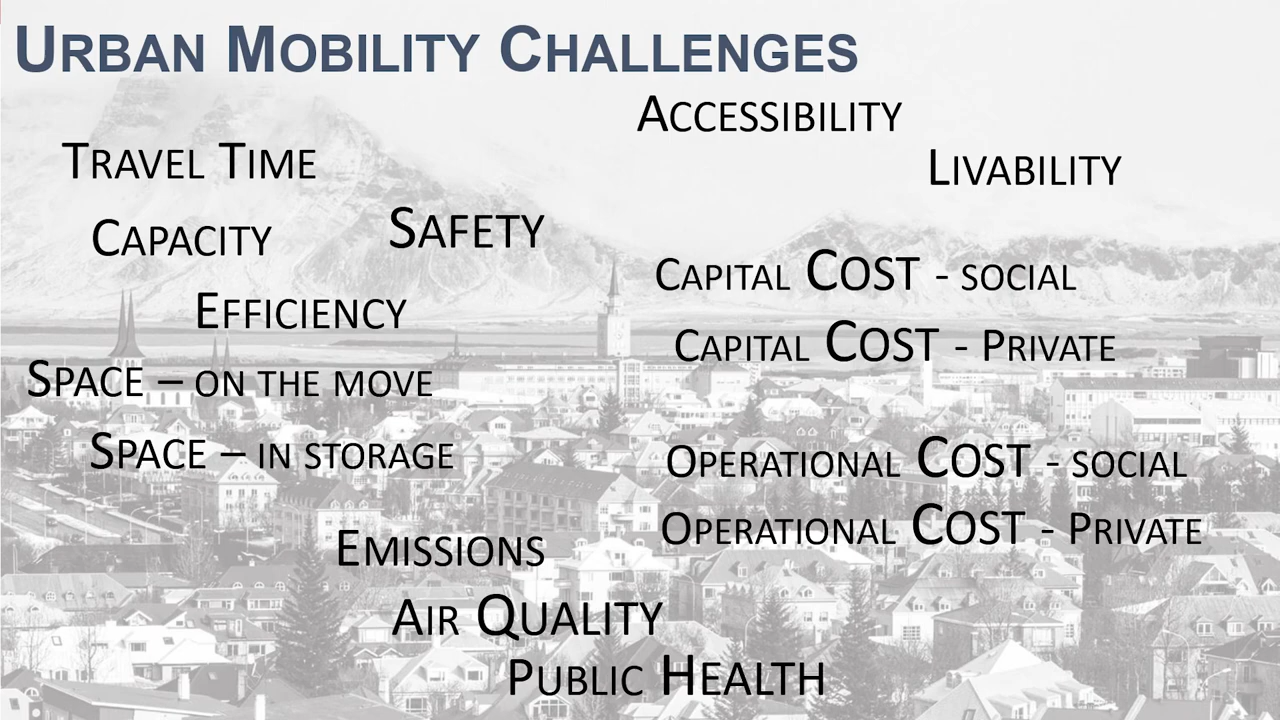 Urban Mobility Challenges
Accessibility
Travel Time
Livability
Capacity
Safety
Capital Cost - social
Efficiency
Capital Cost - Private
Space – on the move
Space – in storage
Operational Cost - social
Operational Cost - Private
Emissions
Air Quality
Public Health